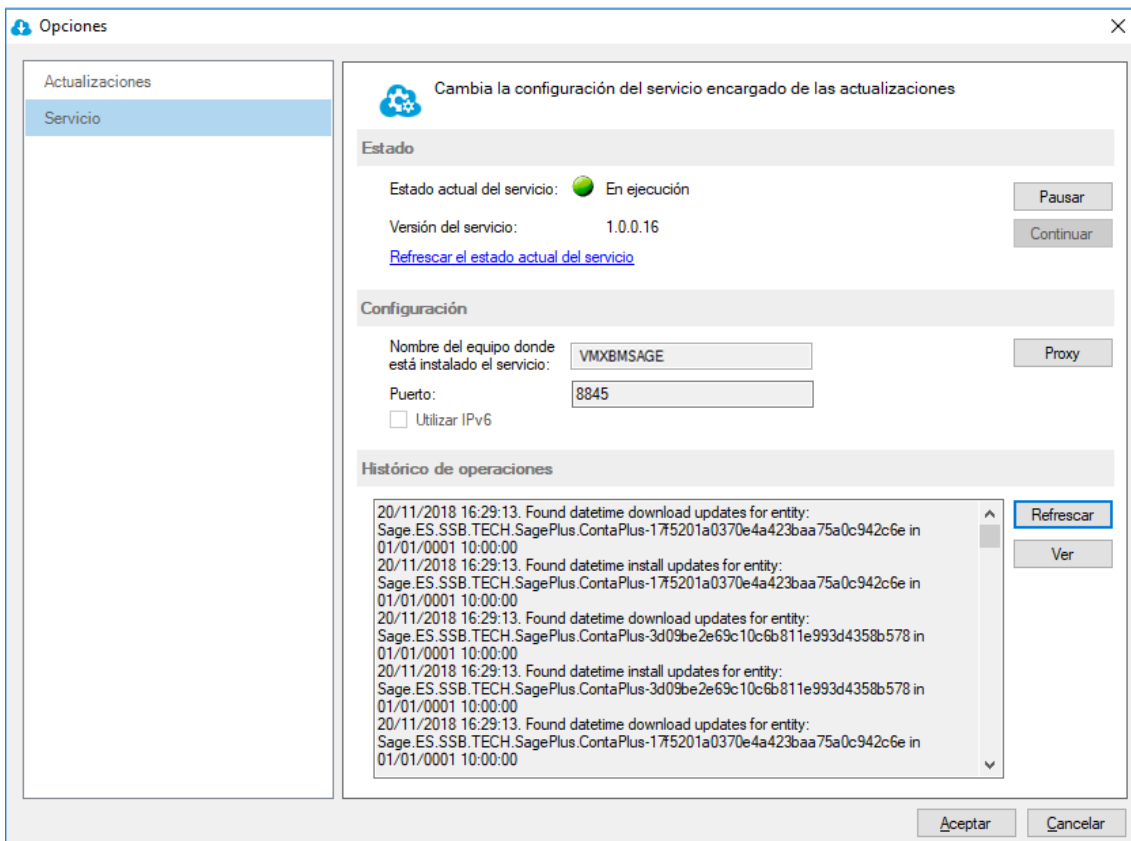 Opciones
Actualizaciones
Servicio
Cambia la configuración del servicio encargado de las actualizaciones
Estado
Estado actual del servicio: En ejecución
Pausar
Versión del servicio: 1.0.0.16
Continuar
Refrescar el estado actual del servicio
Configuración
Nombre del equipo donde
está instalado el servicio:
VMXBMSAGE
Proxy
Puerto: 8845
Utilizar IPv6
Histórico de operaciones
20/11/2018 16:29:13. Found datetime download updates for entity:
Sage.ES.SSB.TECH.SagePlus.ContaPlus-17f5201a0370e4a423baa75a0c942c6e in
01/01/0001 10:00:00
20/11/2018 16:29:13. Found datetime install updates for entity:
Sage.ES.SSB.TECH.SagePlus.ContaPlus-17f5201a0370e4a423baa75a0c942c6e in
01/01/0001 10:00:00
20/11/2018 16:29:13. Found datetime download updates for entity:
Sage.ES.SSB.TECH.SagePlus.ContaPlus-3d09be2e69c10c6b811e993d4358b578 in
01/01/0001 10:00:00
20/11/2018 16:29:13. Found datetime install updates for entity:
Sage.ES.SSB.TECH.SagePlus.ContaPlus-3d09be2e69c10c6b811e993d4358b578 in
01/01/0001 10:00:00
20/11/2018 16:29:13. Found datetime download updates for entity:
Sage.ES.SSB.TECH.SagePlus.ContaPlus-17f5201a0370e4a423baa75a0c942c6e in
01/01/0001 10:00:00
Refrescar
Ver
Aceptar
Cancelar